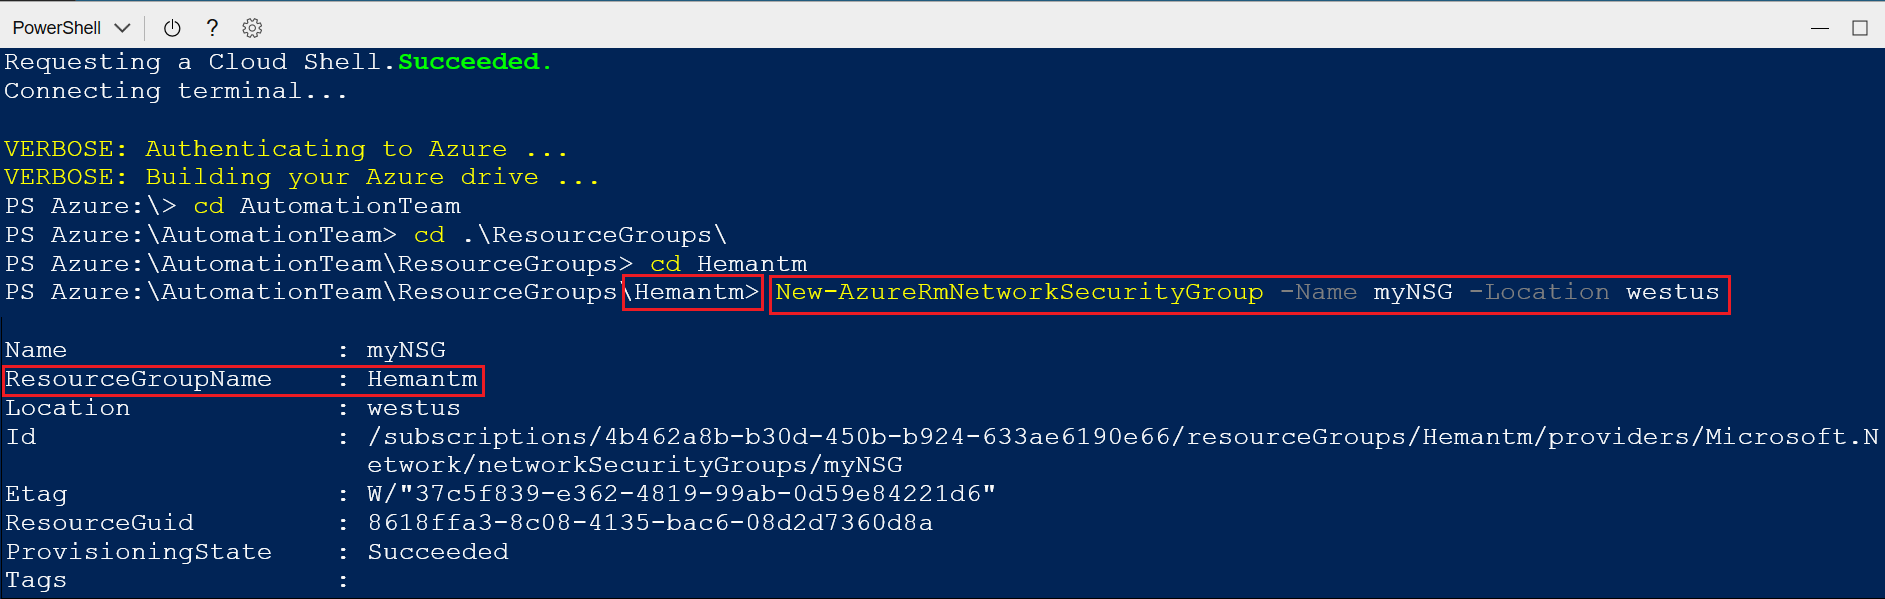 PowerShell ?
Requesting a Cloud Shell.Succeeded.
Connecting terminal...
VERBOSE: Authenticating to Azure ...
VERBOSE: Building your Azure drive ...
PS Azure:\> cd AutomationTeam
PS Azure:\AutomationTeam> cd .\ResourceGroups\
PS Azure:\AutomationTeam\ResourceGroups> cd Hemantm
PS Azure:\AutomationTeam\ResourceGroups\Hemantm> New-AzureRmNetworkSecurityGroup -Name myNSG -Location westus
Name : myNSG
ResourceGroupName : Hemantm
Location : westus
Id : /subscriptions/4b462a8b-b30d-450b-b924-633ae6190e66/resourceGroups/Hemantm/providers/Microsoft.N
etwork/networkSecurityGroups/myNSG
Etag : W/"37c5f839-e362-4819-99ab-0d59e84221d6"
ResourceGuid : 8618ffa3-8c08-4135-bac6-08d2d7360d8a
ProvisioningState : Succeeded
Tags :